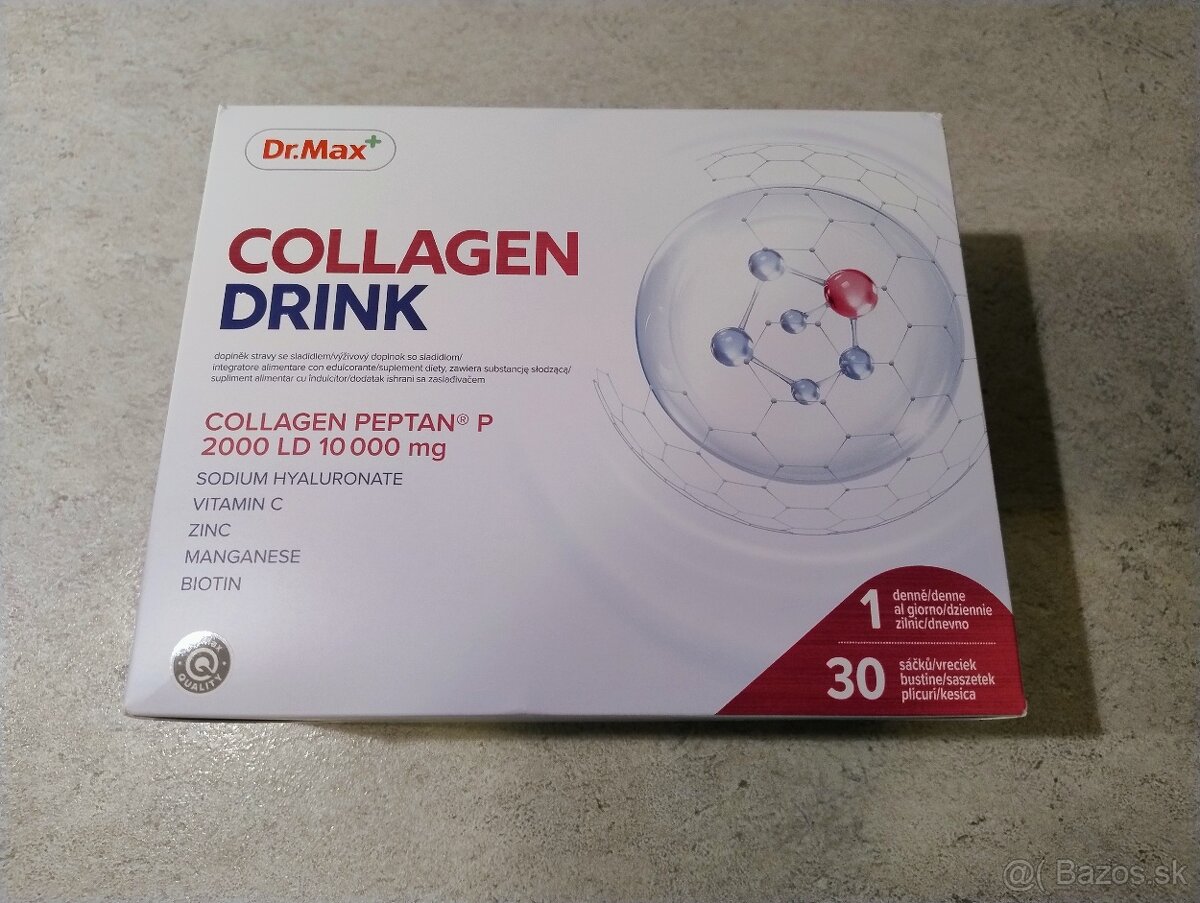 Dr.Max+
COLLAGEN
DRINK
doplněk stravy se sladidlem/výživový doplnok so sladidlom/
integratore alimentare con edulcorante/suplement diety, zawiera substancję słodzącą/
supliment alimentar cu îndulcitor/dodatak ishrani sa zaslađivačem
COLLAGEN PEPTAN® P
2000 LD 10 000 mg
SODIUM HYALURONATE
VITAMIN C
ZINC
MANGANESE
BIOTIN
Dr.Max
Q
QUALITY
1 denně/denne
al giorno/dziennie
zilnic/dnevno
30 sáčků/vreciek
bustine/saszetek
plicuri/kesica
@( Bazos.sk